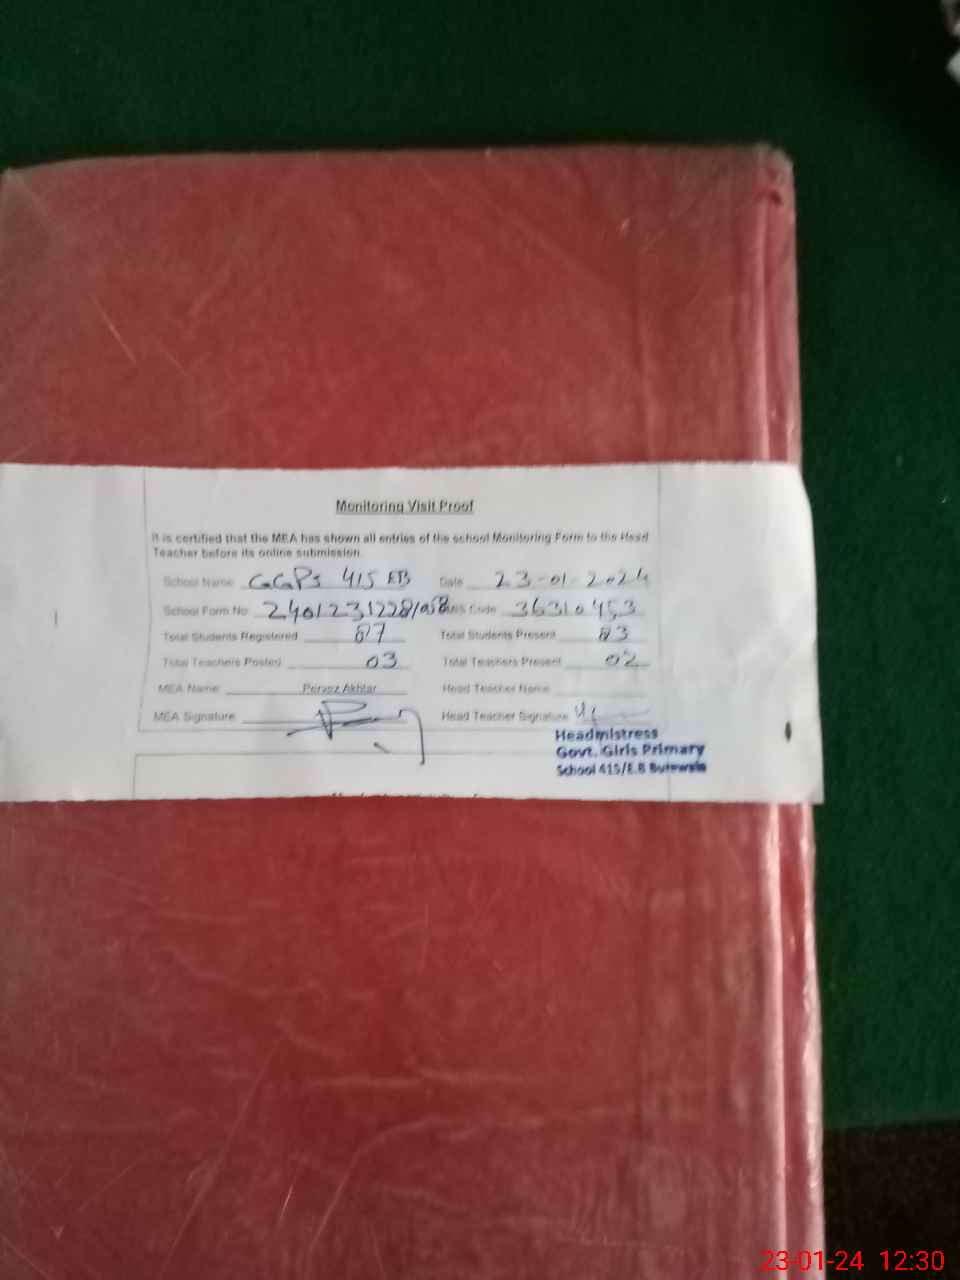 Monitoring Visit Proof
It is certified that the MEA has shown all entries of the school Monitoring Form to the Head
Teacher before its online submission.
School Name GGPS 415 EB Date 23-01-2024
School Form No 2401231228/ Code 36310453
Total Students Registered 87 Total Students Present 83
Total Teachers Posted 03 Total Teachers Present 02
MEA Name Pervez Akhtar Head Teacher Name
MEA Signature Head Teacher Signature
Headmistress
Govt. Girls Primary
School 415/E.B Burewala
23-01-24 12:30